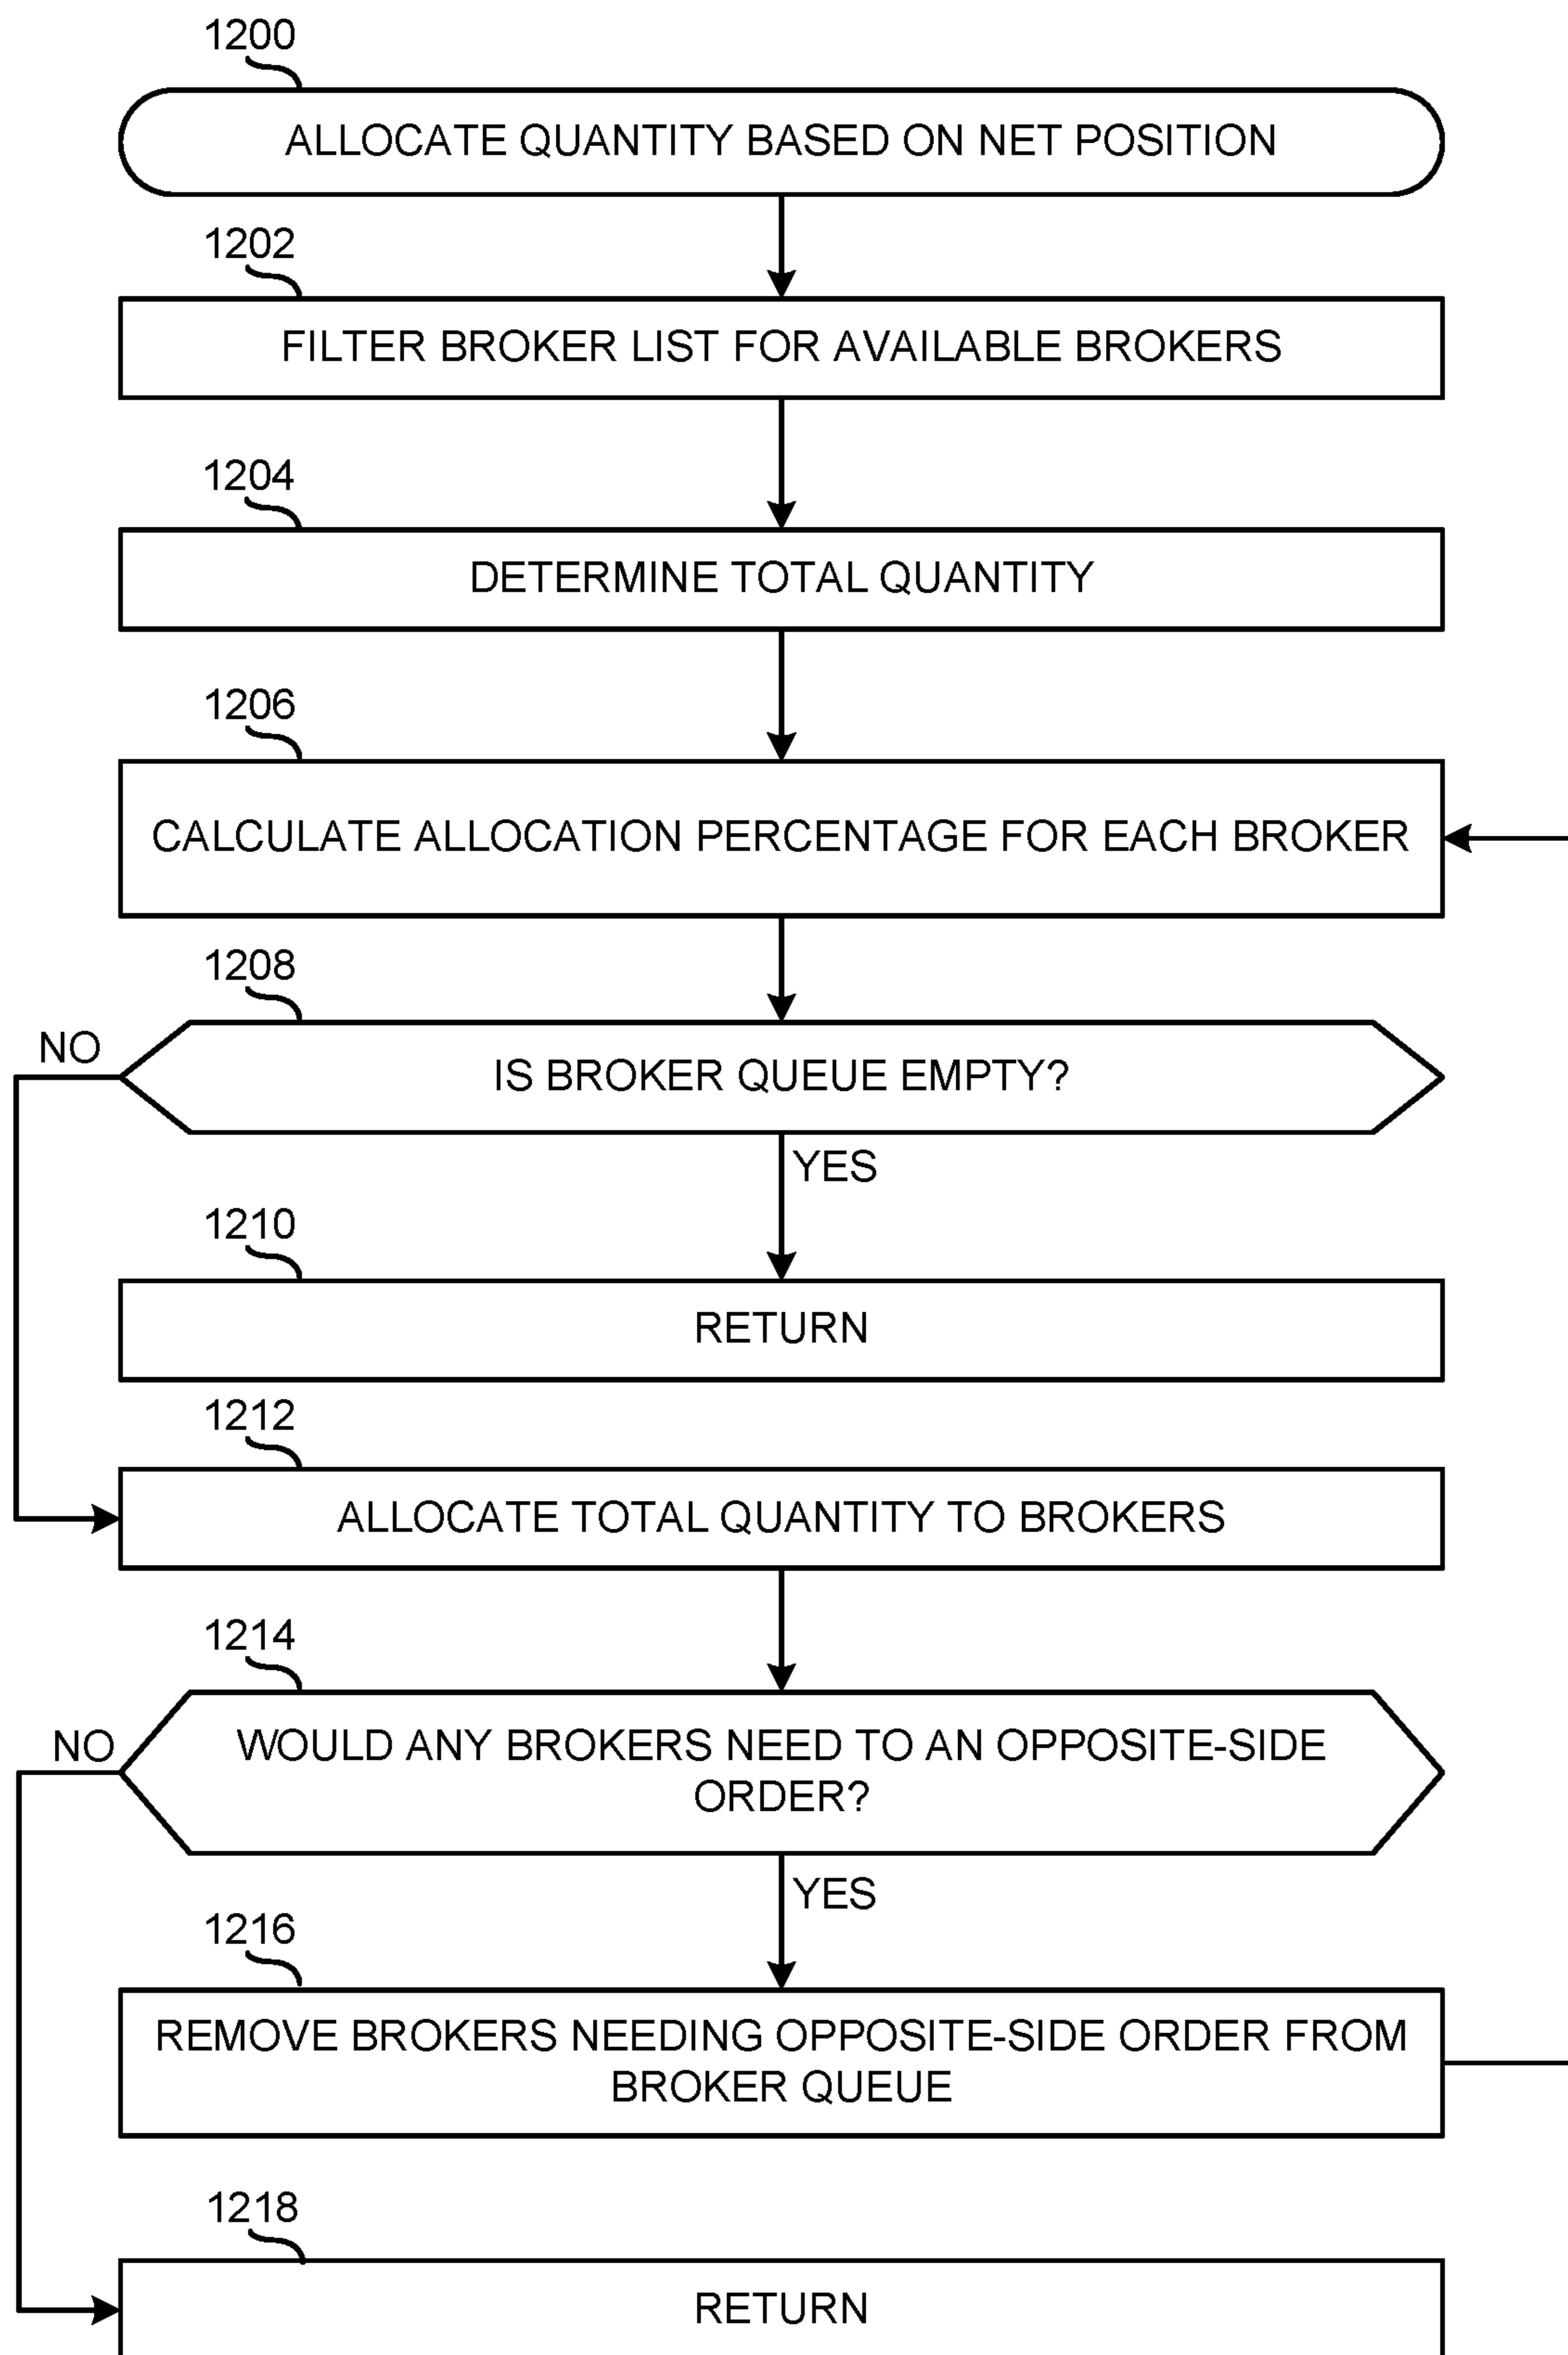 1200
ALLOCATE QUANTITY BASED ON NET POSITION
1202
FILTER BROKER LIST FOR AVAILABLE BROKERS
1204
DETERMINE TOTAL QUANTITY
1206
CALCULATE ALLOCATION PERCENTAGE FOR EACH BROKER
1208
NO
IS BROKER QUEUE EMPTY?
YES
1210
RETURN
1212
ALLOCATE TOTAL QUANTITY TO BROKERS
1214
NO
WOULD ANY BROKERS NEED TO AN OPPOSITE-SIDE
ORDER?
YES
1216
REMOVE BROKERS NEEDING OPPOSITE-SIDE ORDER FROM
BROKER QUEUE
1218
RETURN